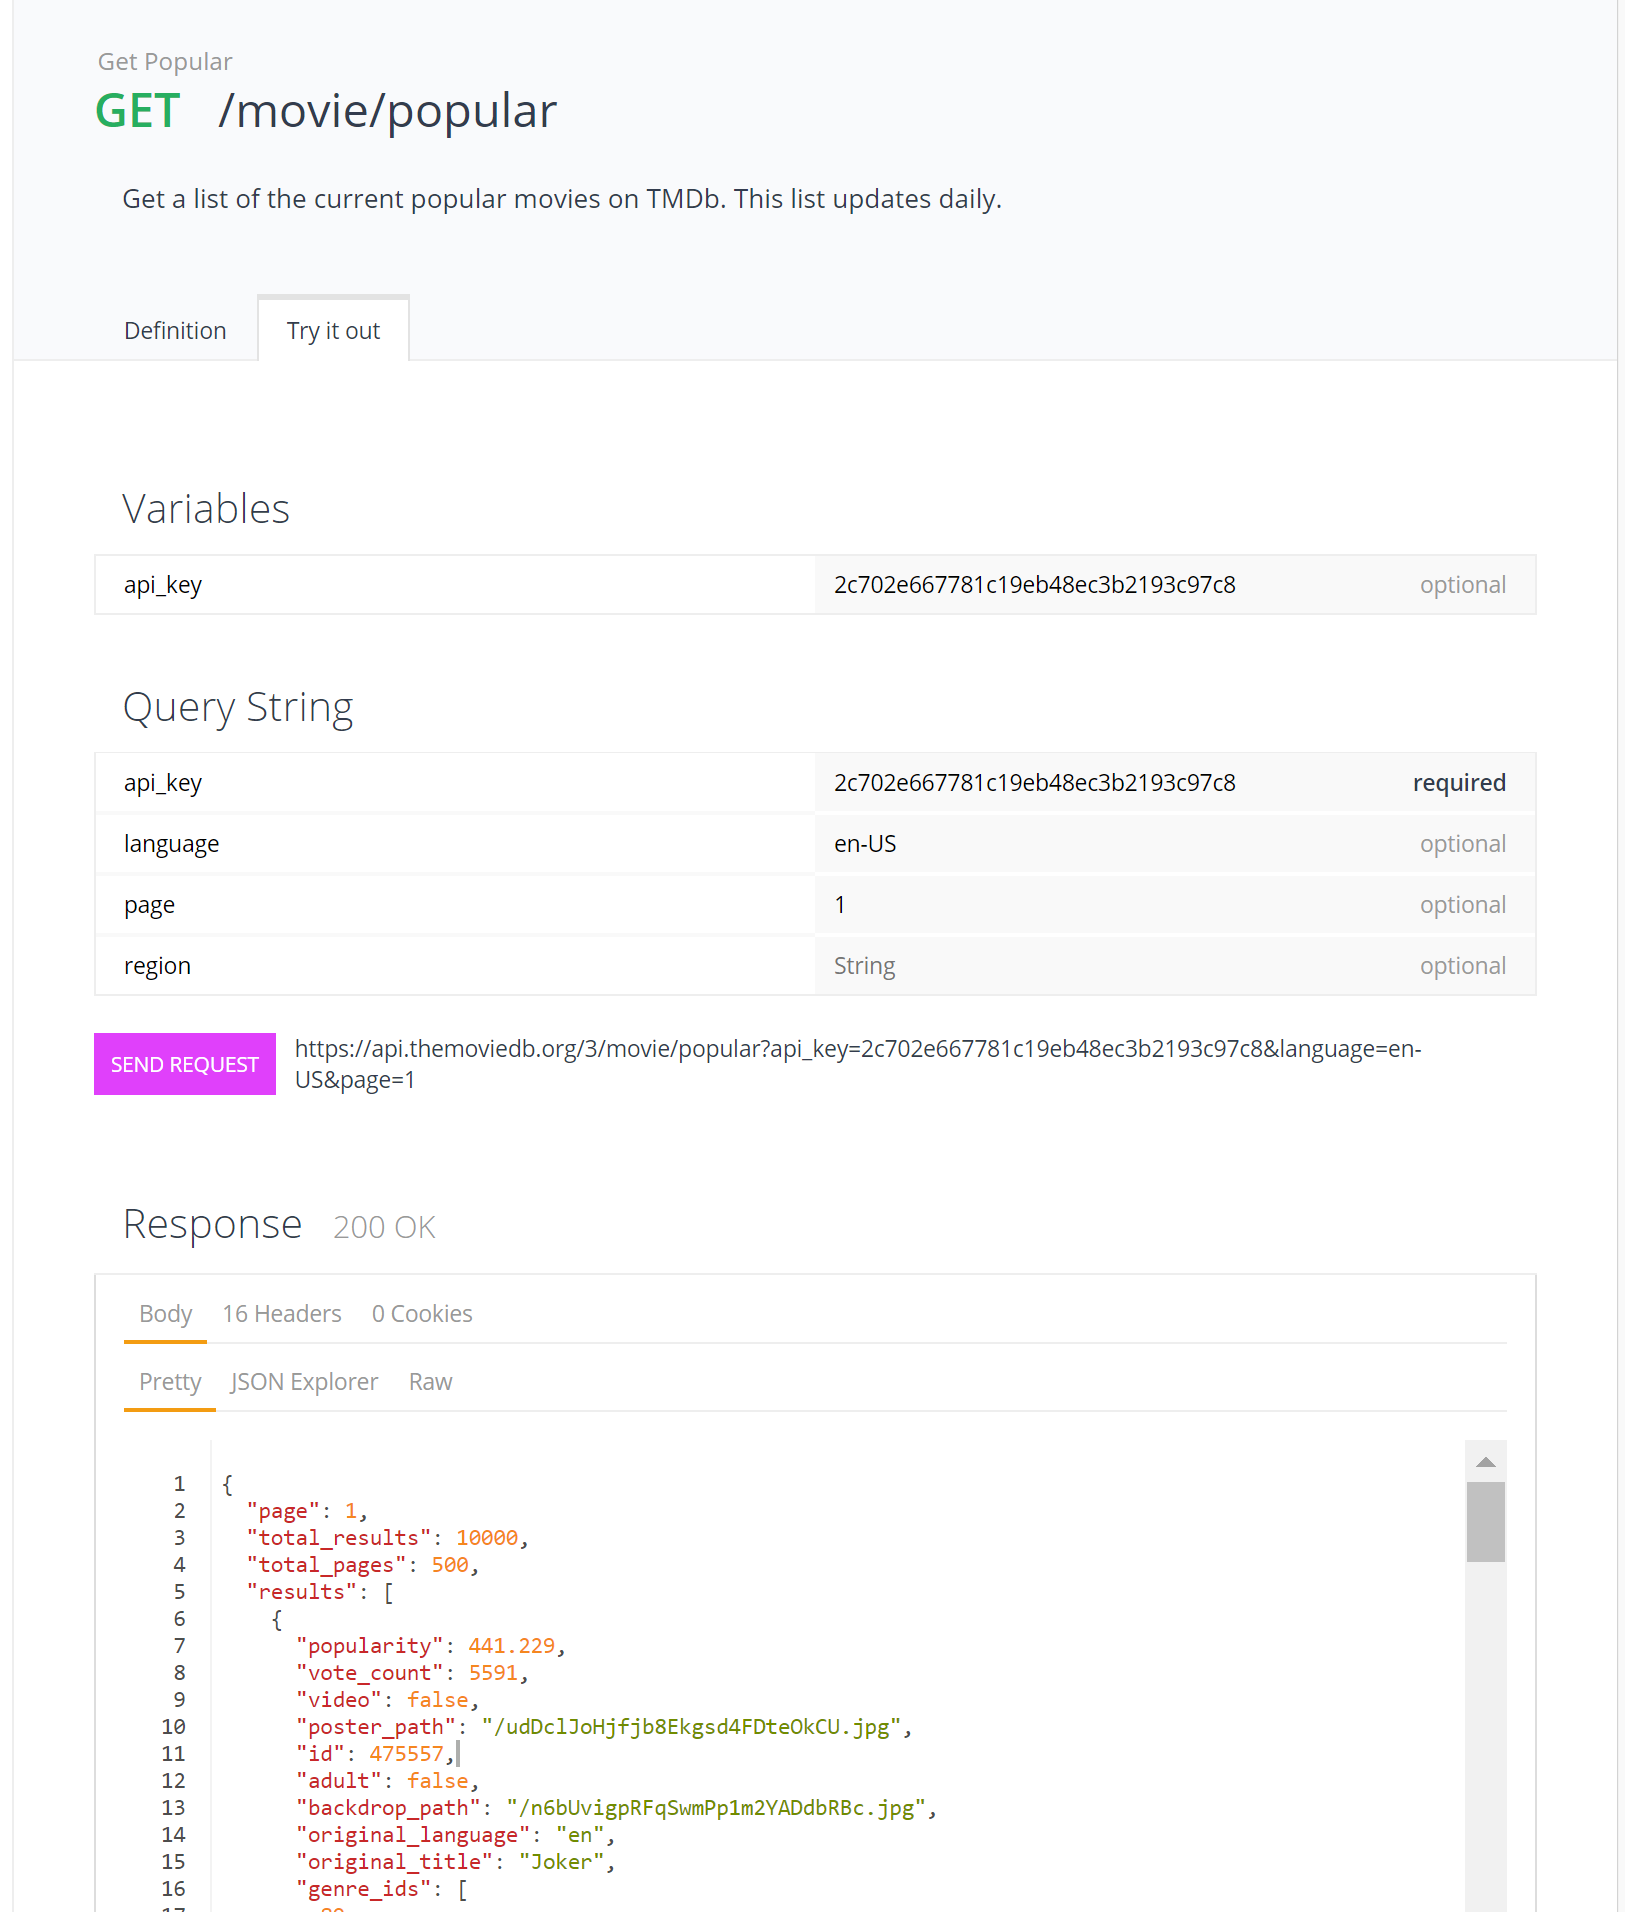 Get Popular
GET /movie/popular
Get a list of the current popular movies on TMDb. This list updates daily.
Definition Try it out
Variables
api_key 2c702e667781c19eb48ec3b2193c97c8 optional
Query String
api_key 2c702e667781c19eb48ec3b2193c97c8 required
language en-US optional
page 1 optional
region String optional
SEND REQUEST https://api.themoviedb.org/3/movie/popular?api_key=2c702e667781c19eb48ec3b2193c97c8&language=en-
US&page=1
Response 200 OK
Body 16 Headers 0 Cookies
Pretty JSON Explorer Raw
1 {
2 "page": 1,
3 "total_results": 10000,
4 "total_pages": 500,
5 "results": [
6 {
7 "popularity": 441.229,
8 "vote_count": 5591,
9 "video": false,
10 "poster_path": "/udDclJoHjfjb8Ekgsd4FDteOkCU.jpg",
11 "id": 475557,
12 "adult": false,
13 "backdrop_path": "/n6bUvigpRFqSwmPp1m2YADdbRBc.jpg",
14 "original_language": "en",
15 "original_title": "Joker",
16 "genre_ids": [